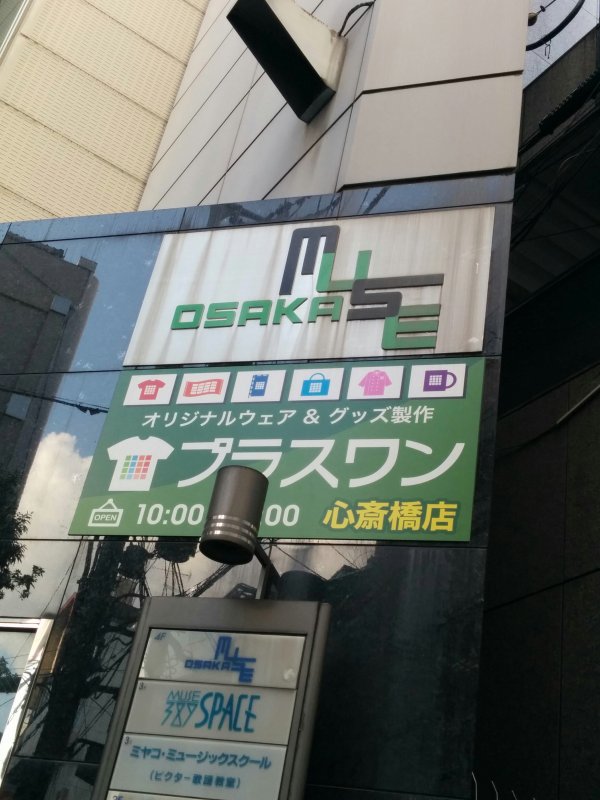 MUSE
OSAKA
オリジナルウェア & グッズ製作
プラスワン
OPEN 10:00 00 心斎橋店
4F
MUSE
OSAKA
MUSE
389 SPACE
ミヤコ・ミュージックスクール
(ビクター歌謡教室)